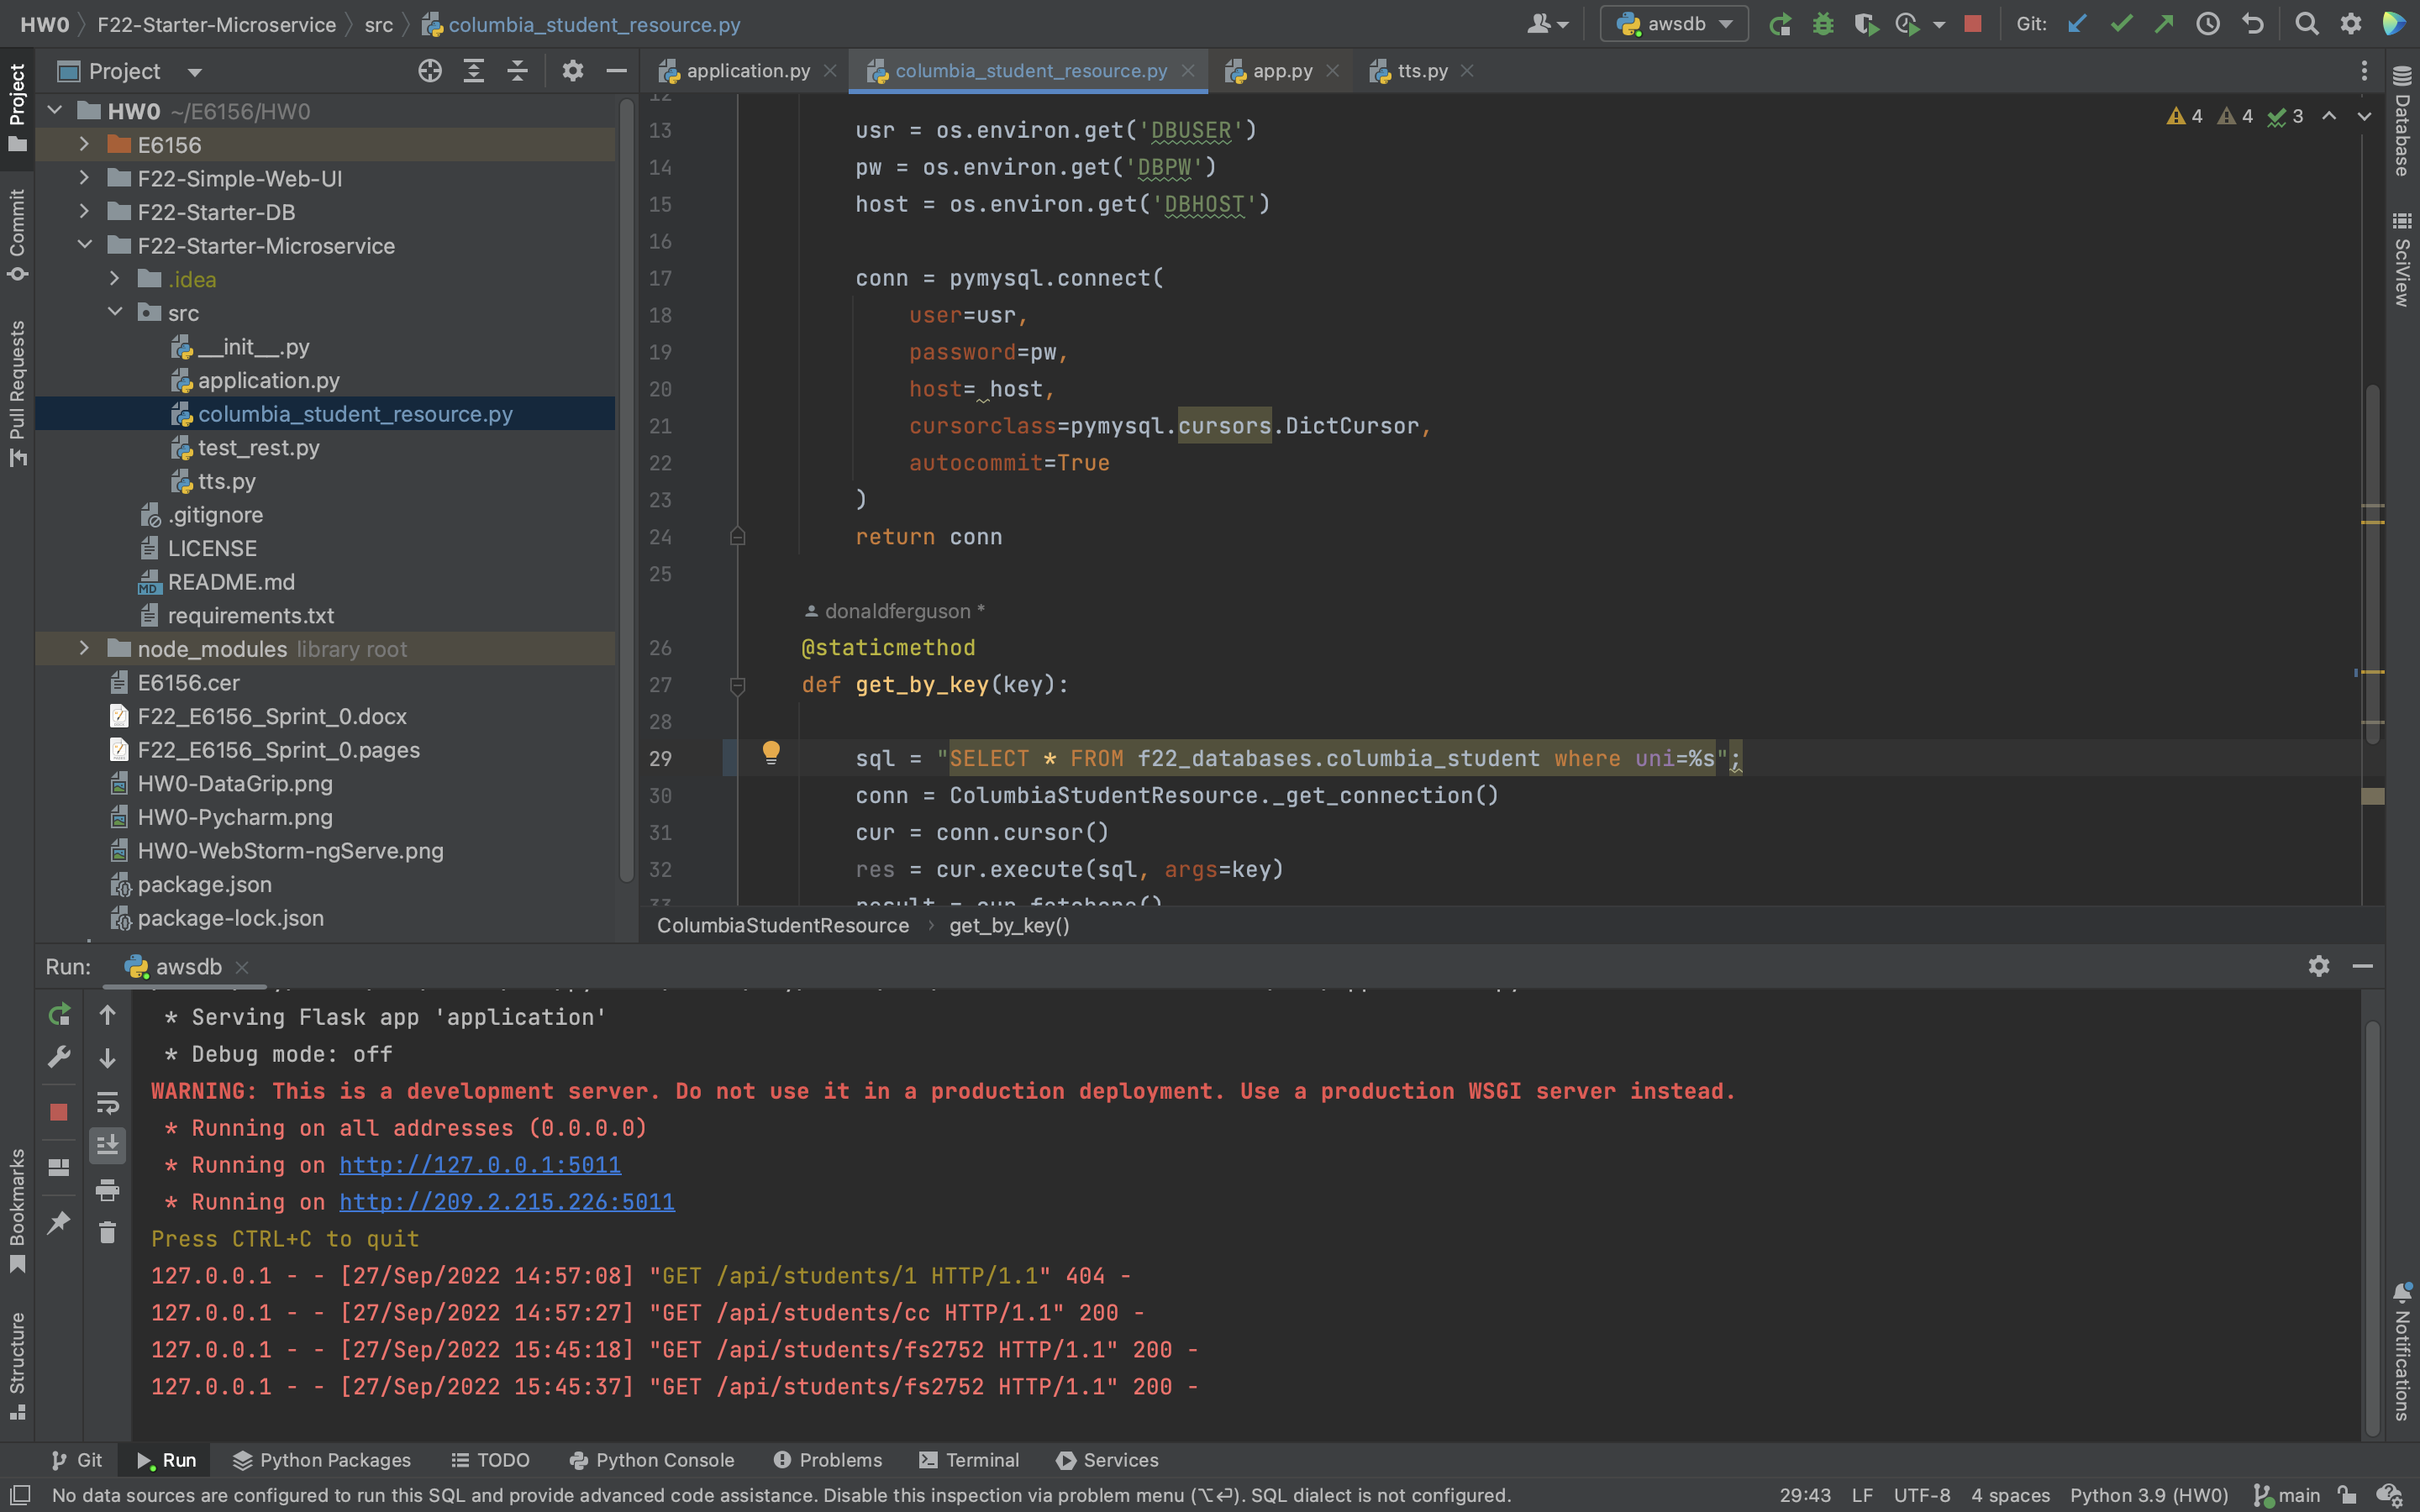 HW0 F22-Starter-Microservice src columbia_student_resource.py awsdb Git:
Project
application.py columbia_student_resource.py app.py tts.py
HW0 ~/E6156/HW0
E6156
F22-Simple-Web-UI
F22-Starter-DB
F22-Starter-Microservice
.idea
src
__init__.py
application.py
columbia_student_resource.py
test_rest.py
tts.py
.gitignore
LICENSE
README.md
requirements.txt
node_modules library root
E6156.cer
F22_E6156_Sprint_0.docx
F22_E6156_Sprint_0.pages
HW0-DataGrip.png
HW0-Pycharm.png
HW0-WebStorm-ngServe.png
package.json
package-lock.json
Project
Commit
Pull Requests
Bookmarks
Structure
4 4 3
12
13 usr = os.environ.get('DBUSER')
14 pw = os.environ.get('DBPW')
15 host = os.environ.get('DBHOST')
16
17 conn = pymysql.connect(
18 user=usr,
19 password=pw,
20 host= host,
21 cursorclass=pymysql.cursors.DictCursor,
22 autocommit=True
23 )
24 return conn
25
donaldferguson *
26 @staticmethod
27 def get_by_key(key):
28
29 sql = "SELECT * FROM f22_databases.columbia_student where uni=%s";
30 conn = ColumbiaStudentResource._get_connection()
31 cur = conn.cursor()
32 res = cur.execute(sql, args=key)
33 result = cur.fetchone()
ColumbiaStudentResource › get_by_key()
Database
SciView
Notifications
Run: awsdb
* Serving Flask app 'application'
* Debug mode: off
WARNING: This is a development server. Do not use it in a production deployment. Use a production WSGI server instead.
* Running on all addresses (0.0.0.0)
* Running on http://127.0.0.1:5011
* Running on http://209.2.215.226:5011
Press CTRL+C to quit
127.0.0.1 - - [27/Sep/2022 14:57:08] "GET /api/students/1 HTTP/1.1" 404 -
127.0.0.1 - - [27/Sep/2022 14:57:27] "GET /api/students/cc HTTP/1.1" 200 -
127.0.0.1 - - [27/Sep/2022 15:45:18] "GET /api/students/fs2752 HTTP/1.1" 200 -
127.0.0.1 - - [27/Sep/2022 15:45:37] "GET /api/students/fs2752 HTTP/1.1" 200 -
Git Run Python Packages TODO Python Console Problems Terminal Services
No data sources are configured to run this SQL and provide advanced code assistance. Disable this inspection via problem menu (⌥⏎). SQL dialect is not configured. 29:43 LF UTF-8 4 spaces Python 3.9 (HW0) main